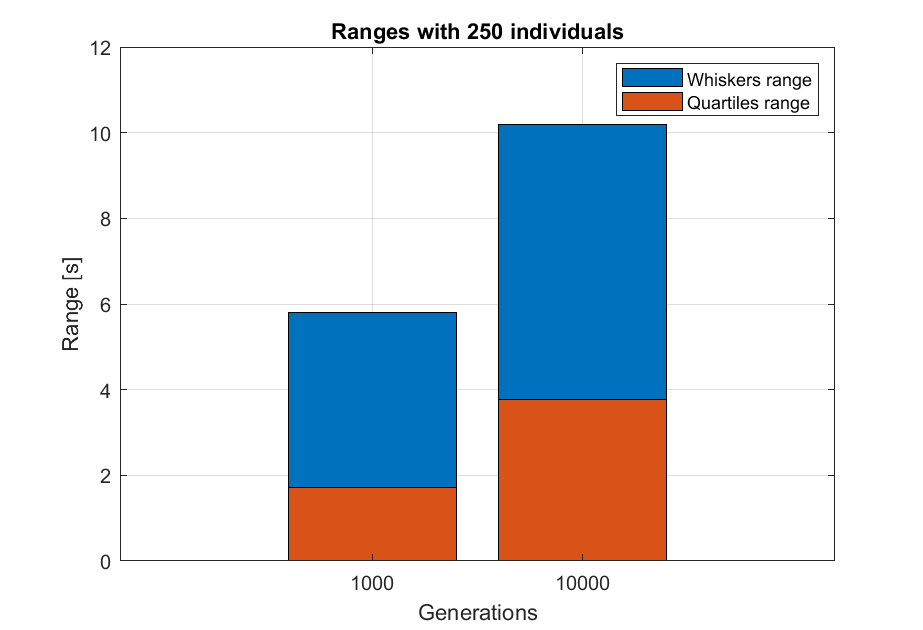 Ranges with 250 individuals
Whiskers range
Quartiles range
12
10
8
6
4
2
0
Range [s]
1000
10000
Generations